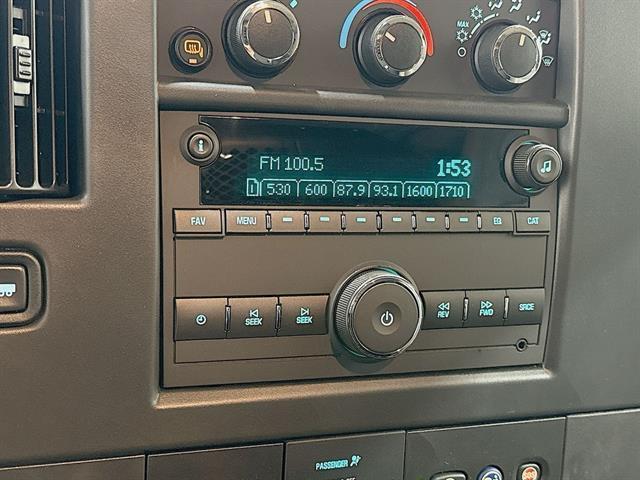 MAX
FM 100.5 1:53
1 530 600 87.9 93.1 1600 1710
FAV MENU EQ CAT
SEEK SEEK REV FWD SRCE
PASSENGER